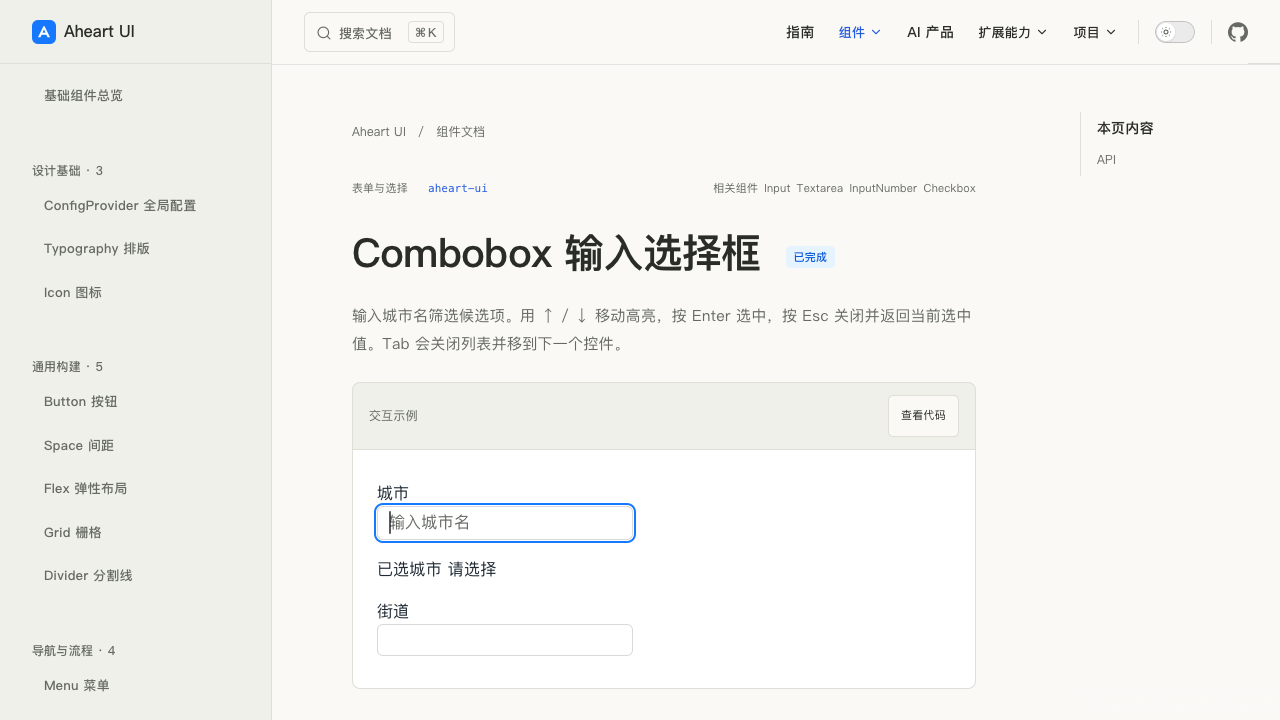 Aheart UI
搜索文档
⌘ K
指南
组件
AI 产品
扩展能力
项目
基础组件总览
设计基础 · 3
ConfigProvider 全局配置
Typography 排版
Icon 图标
通用构建 · 5
Button 按钮
Space 间距
Flex 弹性布局
Grid 栅格
Divider 分割线
导航与流程 · 4
Menu 菜单
Aheart UI / 组件文档
表单与选择 aheart-ui
相关组件 Input Textarea InputNumber Checkbox
Combobox 输入选择框 已完成
输入城市名筛选候选项。用 ↑ / ↓ 移动高亮，按 Enter 选中，按 Esc 关闭并返回当前选中
值。Tab 会关闭列表并移到下一个控件。
交互示例
查看代码
城市
输入城市名
已选城市 请选择
街道
本页内容
API